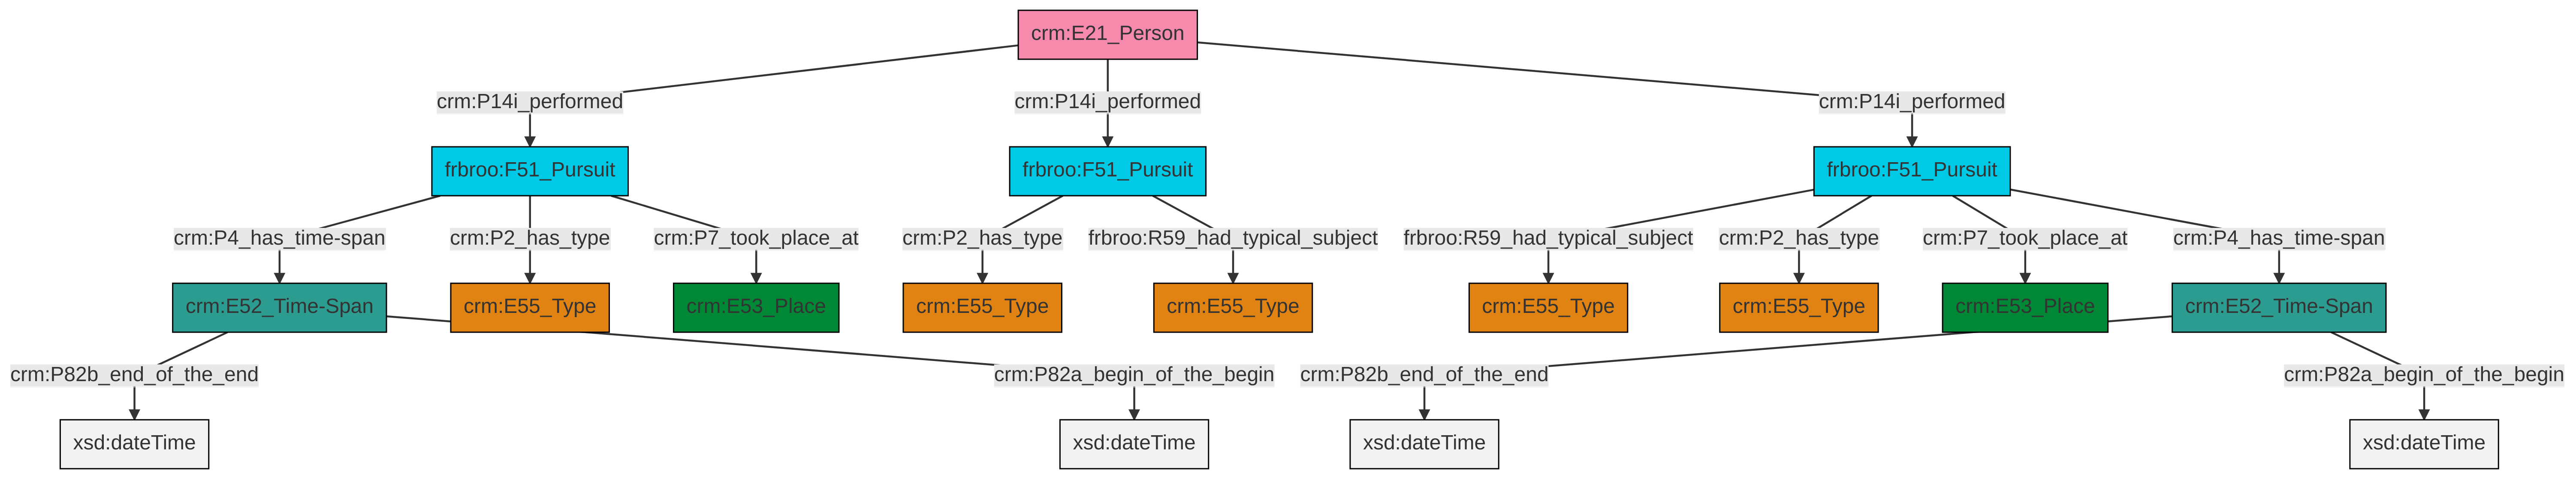 crm:E21_Person
crm:P14i_performed
crm:P14i_performed
crm:P14i_performed
frbroo:F51_Pursuit
frbroo:F51_Pursuit
frbroo:F51_Pursuit
crm:P4_has_time-span
crm:P2_has_type
crm:P7_took_place_at
crm:P2_has_type
frbroo:R59_had_typical_subject
frbroo:R59_had_typical_subject
crm:P2_has_type
crm:P7_took_place_at
crm:P4_has_time-span
crm:E52_Time-Span
crm:E55_Type
crm:E53_Place
crm:E55_Type
crm:E55_Type
crm:E55_Type
crm:E55_Type
crm:E53_Place
crm:E52_Time-Span
crm:P82b_end_of_the_end
crm:P82a_begin_of_the_begin
crm:P82b_end_of_the_end
crm:P82a_begin_of_the_begin
xsd:dateTime
xsd:dateTime
xsd:dateTime
xsd:dateTime